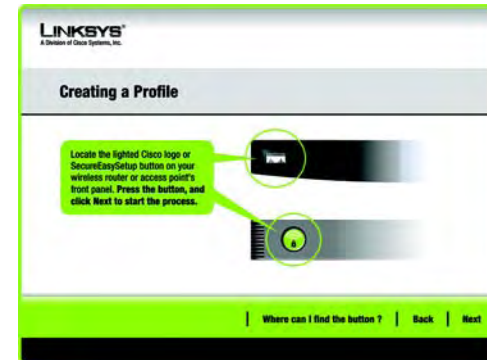 LINKSYS®
A Division of Cisco Systems, Inc.
Creating a Profile
Locate the lighted Cisco logo or
SecureEasySetup button on your
wireless router or access point's
front panel. Press the button, and
click Next to start the process.
Where can I find the button ? | Back | Next